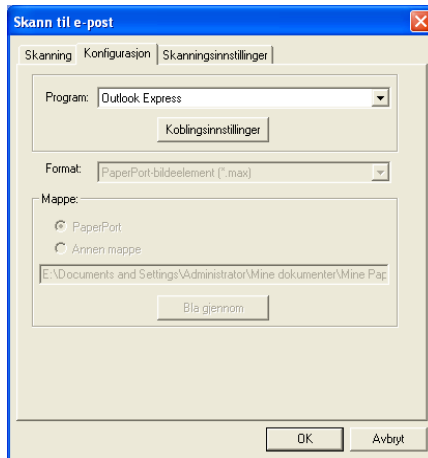 Skann til e-post
Skanning Konfigurasjon Skanningsinnstillinger
Program: Outlook Express
Koblingsinnstillinger
Format: PaperPort-bildeelement (*.max)
Mappe:
PaperPort
Annen mappe
E:\Documents and Settings\Administrator\Mine dokumenter\Mine Pap
Bla gjennom
OK Avbryt